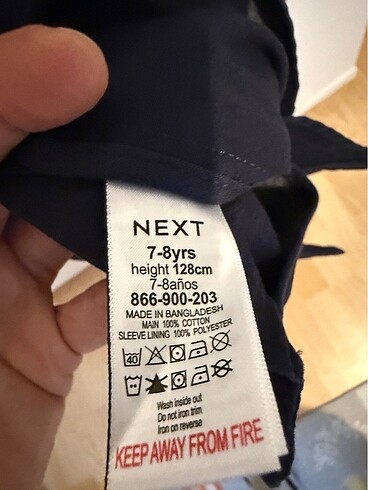 NEXT
7-8yrs
height 128cm
7-8años
866-900-203
MADE IN BANGLADESH
MAIN 100% COTTON
SLEEVE LINING 100% POLYESTER
40
Wash inside out
Do not iron trim
Iron on reverse
KEEP AWAY FROM FIRE